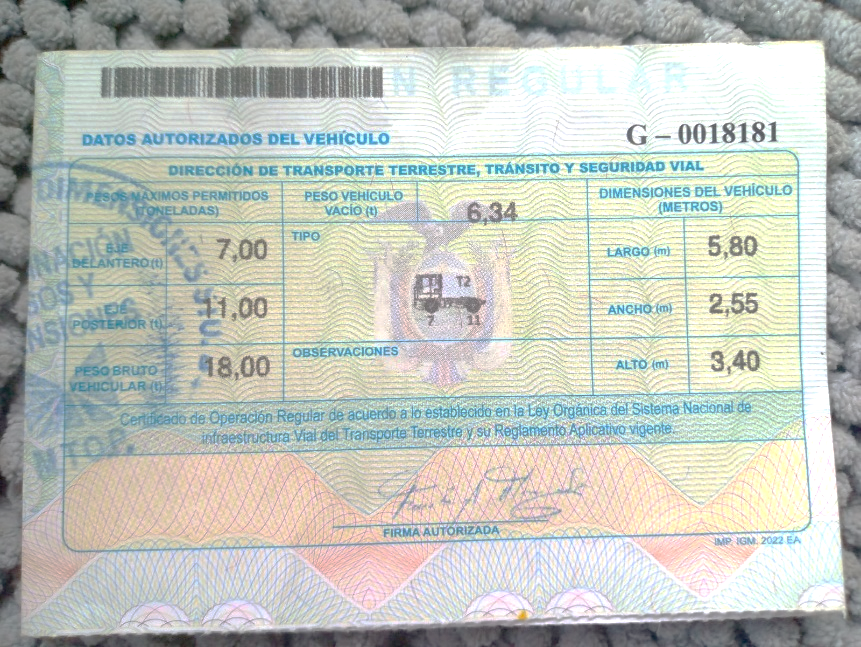 N REGULAR
DATOS AUTORIZADOS DEL VEHÍCULO
G – 0018181
DIRECCIÓN DE TRANSPORTE TERRESTRE, TRÁNSITO Y SEGURIDAD VIAL
PESOS MÁXIMOS PERMITIDOS
(TONELADAS)
PESO VEHÍCULO
VACÍO (t)
6,34
DIMENSIONES DEL VEHÍCULO
(METROS)
EJE
DELANTERO (t)
7,00
TIPO
LARGO (m)
5,80
T2
7 11
EJE
POSTERIOR (t)
11,00
ANCHO (m)
2,55
PESO BRUTO
VEHICULAR (t)
18,00
OBSERVACIONES
ALTO (m)
3,40
Certificado de Operación Regular de acuerdo a lo establecido en la Ley Orgánica del Sistema Nacional de
infraestructura Vial del Transporte Terrestre y su Reglamento Aplicativo vigente.
FIRMA AUTORIZADA
IMP. IGM. 2022 EA